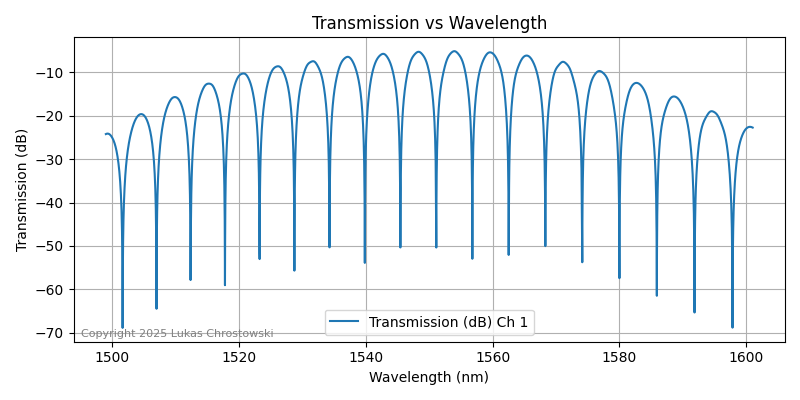 Transmission vs Wavelength
Transmission (dB)
−10
−20
−30
−40
−50
−60
−70
Copyright 2025 Lukas Chrostowski
Transmission (dB) Ch 1
1500 1520 1540 1560 1580 1600
Wavelength (nm)